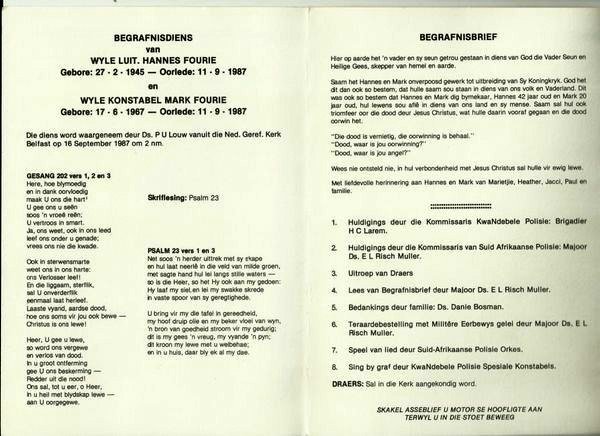 BEGRAFNISDIENS
van
WYLE LUIT. HANNES FOURIE
Gebore: 27 · 2 · 1945 — Oorlede: 11 · 9 · 1987
en
WYLE KONSTABEL MARK FOURIE
Gebore: 17 · 6 · 1967 — Oorlede: 11 · 9 · 1987
Die diens word waargeneem deur Ds. P U Louw vanuit die Ned. Geref. Kerk
Belfast op 16 September 1987 om 2 nm.
GESANG 202 vers 1, 2 en 3
Here, hoe blymoedig
en in dank oorvloedig
maak U ons die hart!
U gee ons u seën
soos 'n vroeë reën;
U vertroos in smart.
Ja, ons weet, ook in ons leed
leef ons onder u genade;
vrees ons nie die kwade.
Ook in sterwensmarte
weet ons in ons harte:
ons Verlosser leef!
En die liggaam, sterflik,
sal U onverderflik
eenmaal laat herleef.
Laaste vyand, aardse dood,
hoe ons soms vir jou ook bewe —
Christus is ons lewe!
Heer, U gee u lewe,
so word ons vergewe
en verlos van dood.
In u groot ontferming
gee U ons beskerming —
Redder uit die nood!
Ons sal, tot u eer, o Heer,
in u heil met blydskap lewe —
aan U oorgegewe.
Skriflesing: Psalm 23
PSALM 23 vers 1 en 3
Net soos 'n herder uittrek met sy skape
en hul laat neerlê in die veld van milde groen,
met sagte hand hul lei langs stille waters —
so is die Heer, so het Hy ook aan my gedoen:
Hy laaf my siel en lei my swakke skrede
in vaste spoor van sy geregtighede.
U bring vir my die tafel in gereedheid,
my hoof druip olie en my beker vloei van wyn,
'n bron van goedheid stroom vir my gedurig;
dit is my gees 'n vreug, my vyande 'n pyn;
dit kroon my lewe met u welbehae;
en in u huis, daar bly ek al my dae.
BEGRAFNISBRIEF
Hier op aarde het 'n vader en sy seun getrou gestaan in diens van God die Vader Seun en
Heilige Gees, skepper van hemel en aarde.
Saam het Hannes en Mark onverpoosd gewerk tot uitbreiding van Sy Koningkryk. God het
dit dan ook so bestem, dat hulle saam sou staan in diens van ons volk en Vaderland. Dit
was ook so bestem dat Hannes en Mark dig bymekaar, Hannes 42 jaar oud en Mark 20
jaar oud, hul lewens sou aflê in diens van ons land en sy mense. Saam sal hul ook
triomfeer oor die dood deur Jesus Christus, wat hulle daarin vooraf gegaan en die dood
oorwin het.
"Die dood is vernietig, die oorwinning is behaal."
"Dood, waar is jou oorwinning?"
"Dood, waar is jou angel?"
Wees nie ontsteld nie, in hul verbondenheid met Jesus Christus sal hulle vir ewig lewe.
Met liefdevolle herinnering aan Hannes en Mark van Marietjie, Heather, Jacci, Paul en
familie.
1. Huldigings deur die Kommissaris KwaNdebele Polisie: Brigadier
H C Larem.
2. Huldigings deur die Kommissaris van Suid Afrikaanse Polisie: Majoor
Ds. E L Risch Muller.
3. Uitroep van Draers
4. Lees van Begrafnisbrief deur Majoor Ds. E L Risch Muller.
5. Bedankings deur familie: Ds. Danie Bosman.
6. Teraardebestelling met Militêre Eerbewys gelei deur Majoor Ds. E L
Risch Muller.
7. Speel van lied deur Suid-Afrikaanse Polisie Orkes.
8. Sing by graf deur KwaNdebele Polisie Spesiale Konstabels.
DRAERS: Sal in die Kerk aangekondig word.
SKAKEL ASSEBLIEF U MOTOR SE HOOFLIGTE AAN
TERWYL U IN DIE STOET BEWEEG